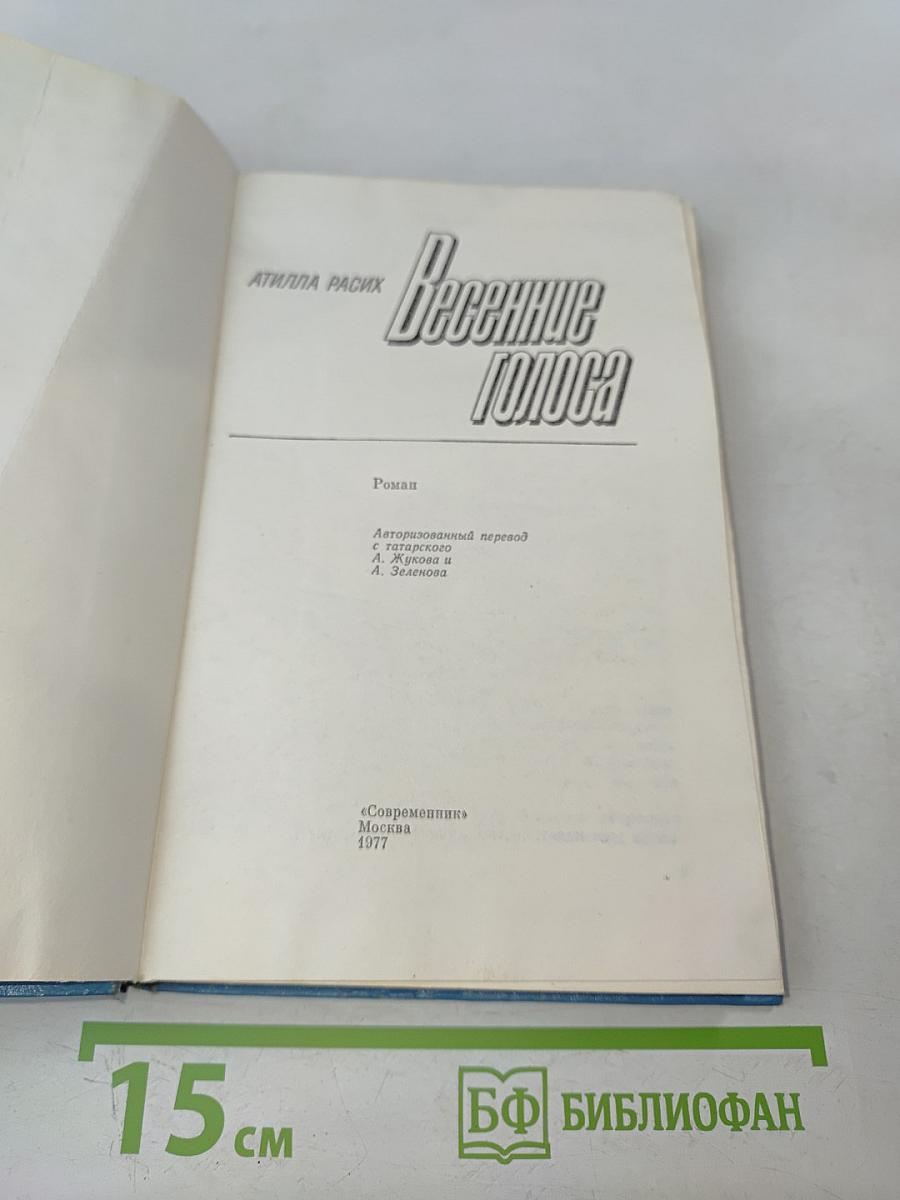 АТИЛЛА РАСИХ
Весенние
голоса
Роман
Авторизованный перевод
с татарского
А. Жукова и
А. Зеленова
«Современник»
Москва
1977
15 см
БФ БИБЛИОФАН